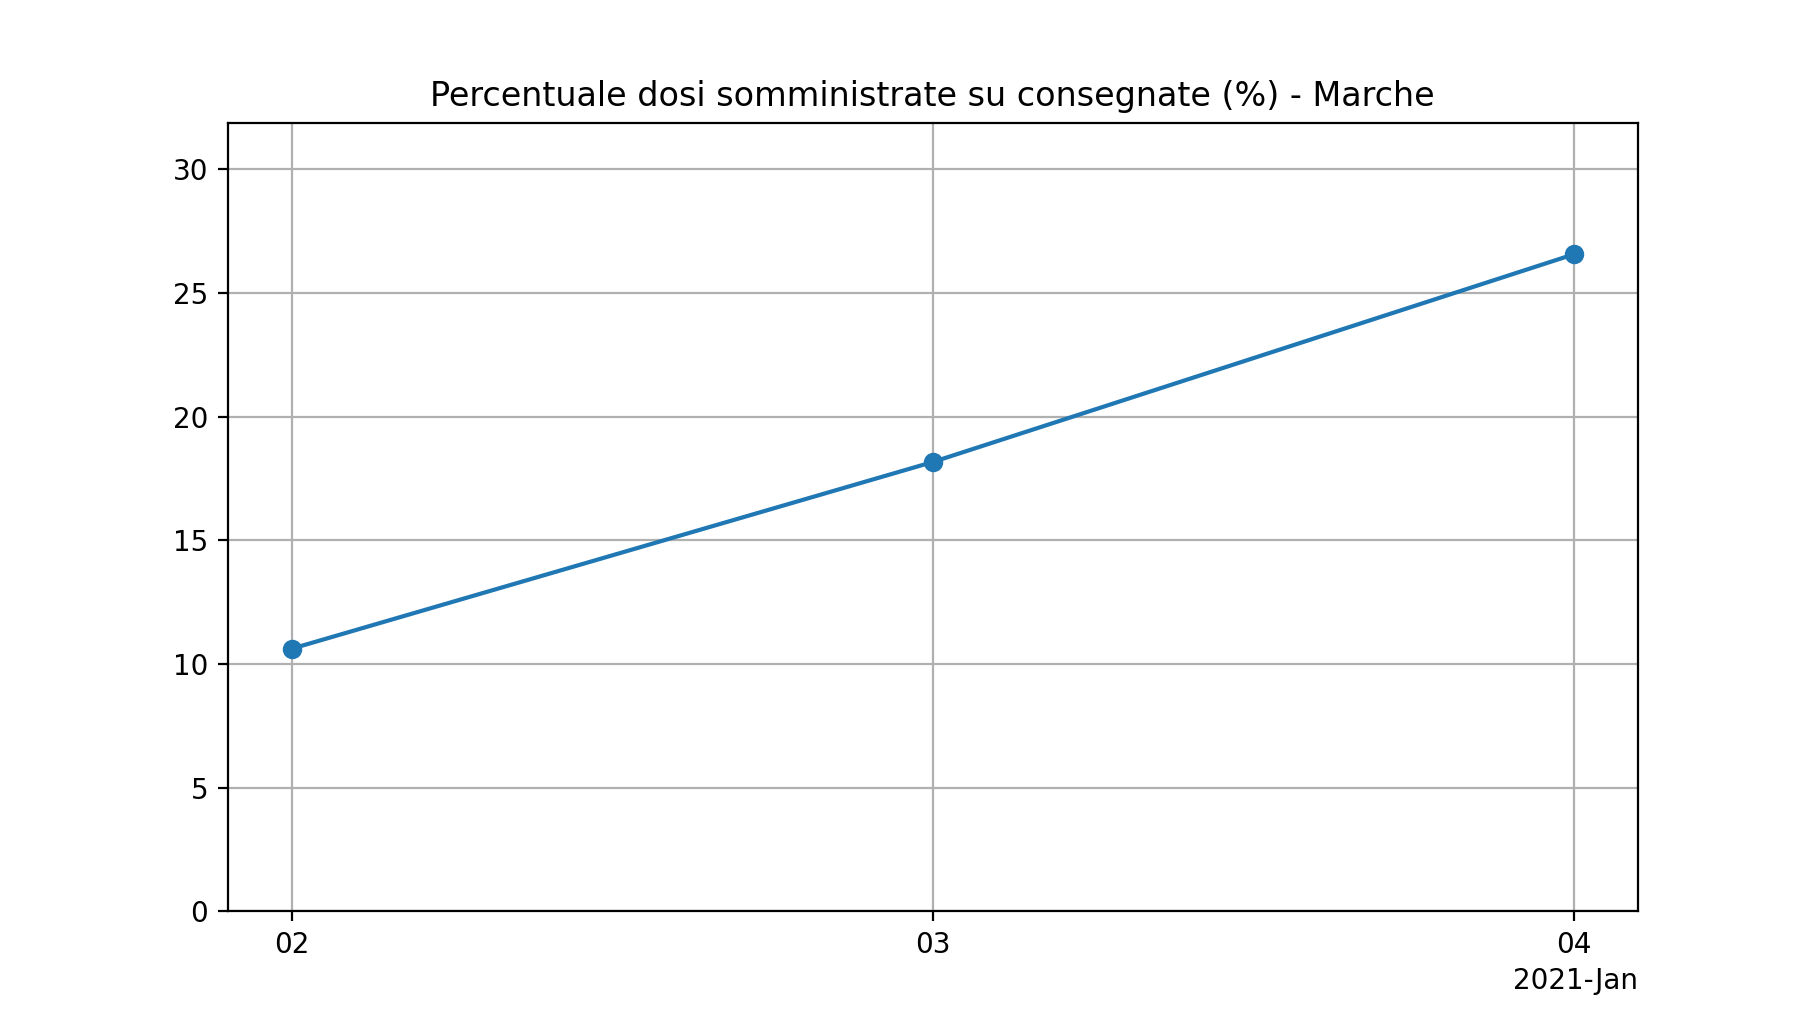 Percentuale dosi somministrate su consegnate (%) - Marche
30
25
20
15
10
5
0
02 03 04
2021-Jan